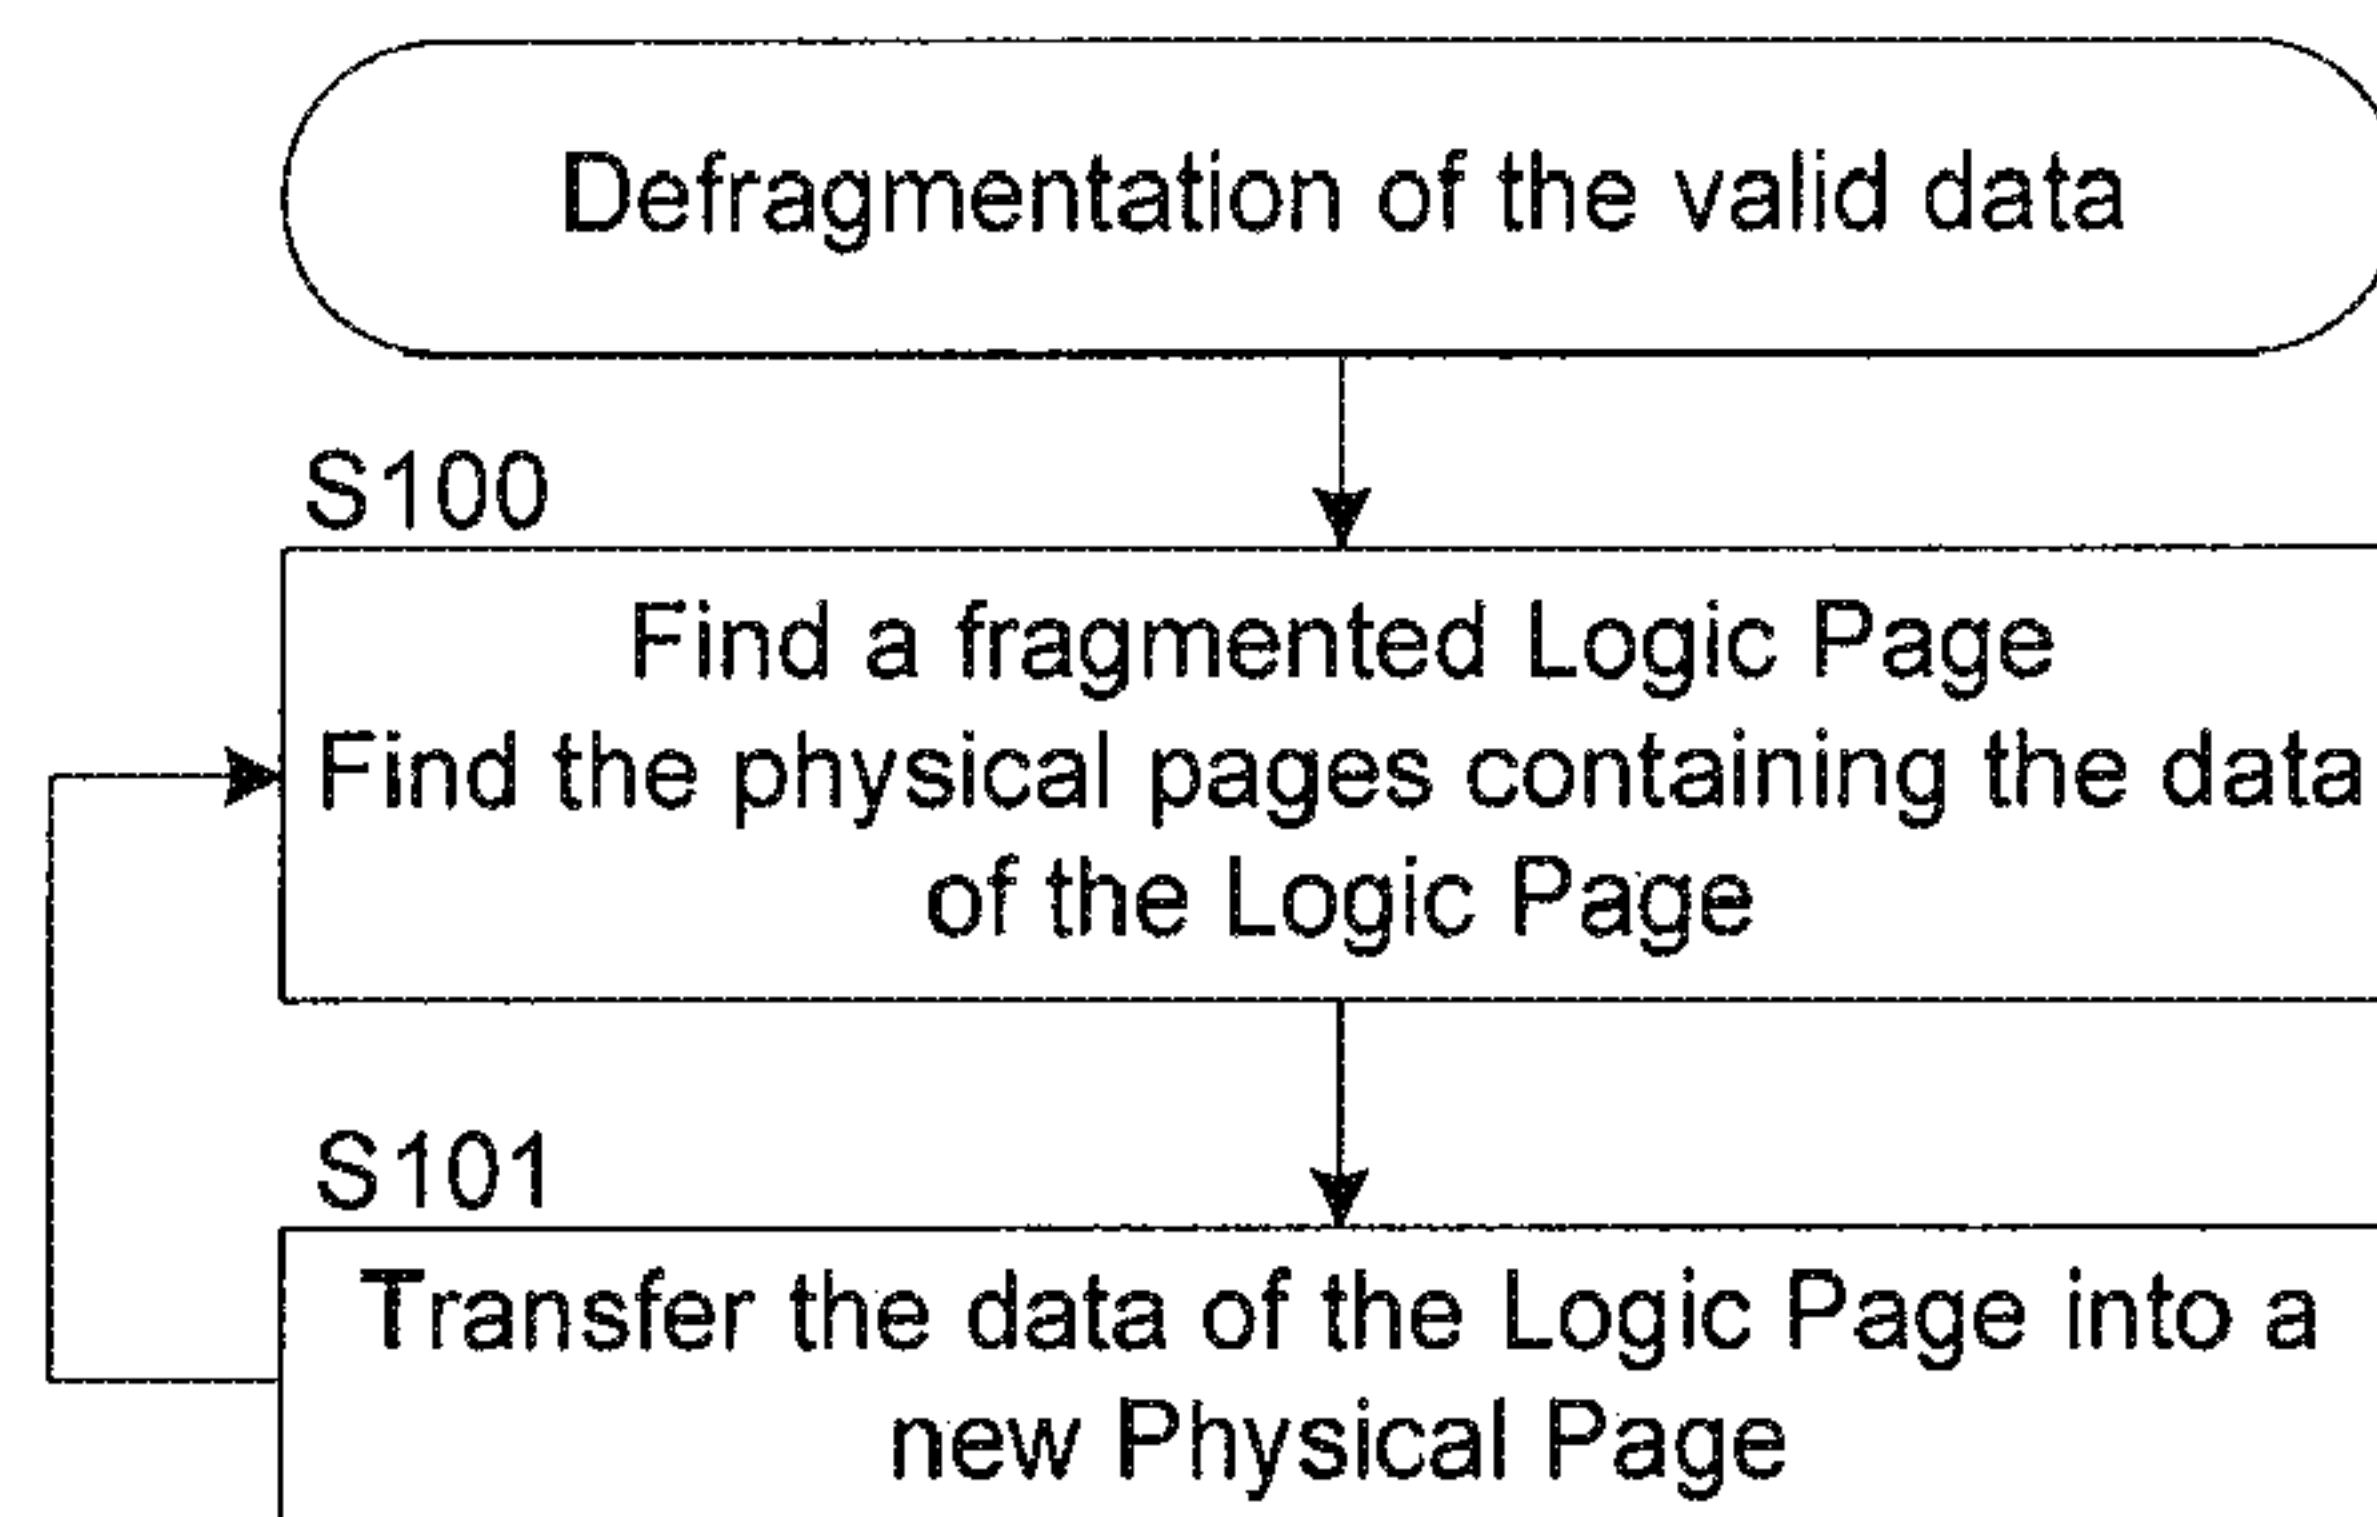 Defragmentation of the valid data
S100
Find a fragmented Logic Page
Find the physical pages containing the data
of the Logic Page
S101
Transfer the data of the Logic Page into a
new Physical Page